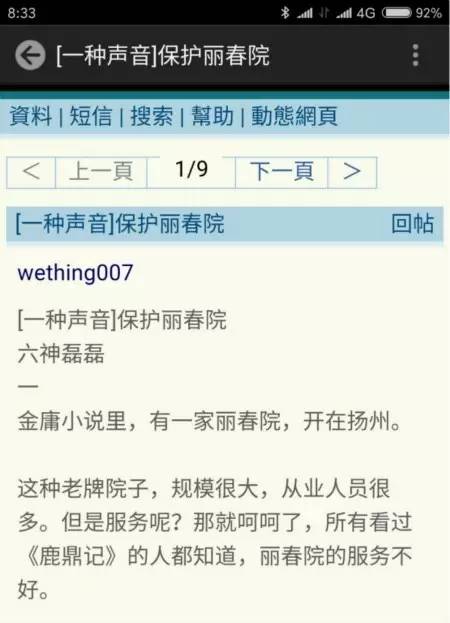 8:33 4G 92%
[一种声音]保护丽春院
資料 | 短信 | 搜索 | 幫助 | 動態網頁
< 上一頁 1/9 下一頁 >
[一种声音]保护丽春院 回帖
wething007
[一种声音]保护丽春院
六神磊磊
一
金庸小说里，有一家丽春院，开在扬州。
这种老牌院子，规模很大，从业人员很
多。但是服务呢？那就呵呵了，所有看过
《鹿鼎记》的人都知道，丽春院的服务不
好。